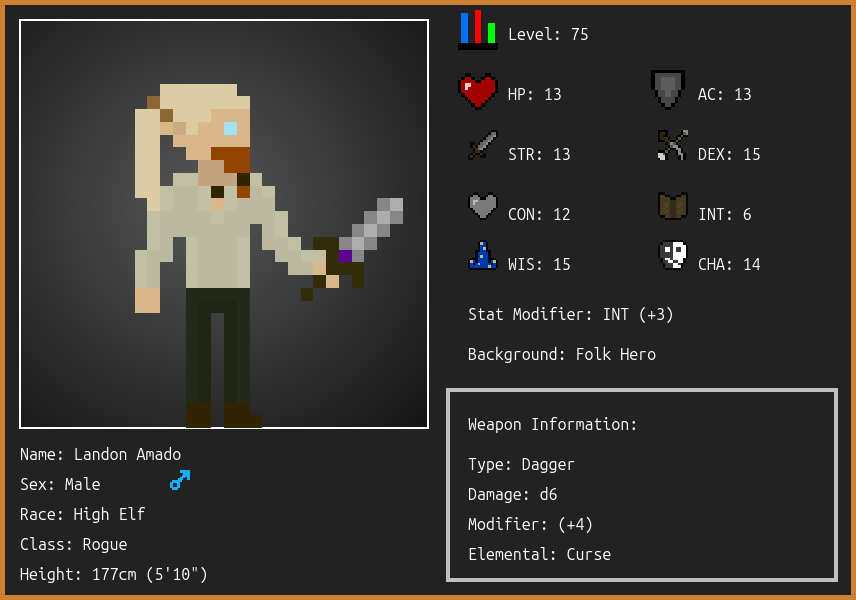 Level: 75
HP: 13
AC: 13
STR: 13
DEX: 15
CON: 12
INT: 6
WIS: 15
CHA: 14
Stat Modifier: INT (+3)
Background: Folk Hero
Weapon Information:
Type: Dagger
Damage: d6
Modifier: (+4)
Elemental: Curse
Name: Landon Amado
Sex: Male
Race: High Elf
Class: Rogue
Height: 177cm (5'10")